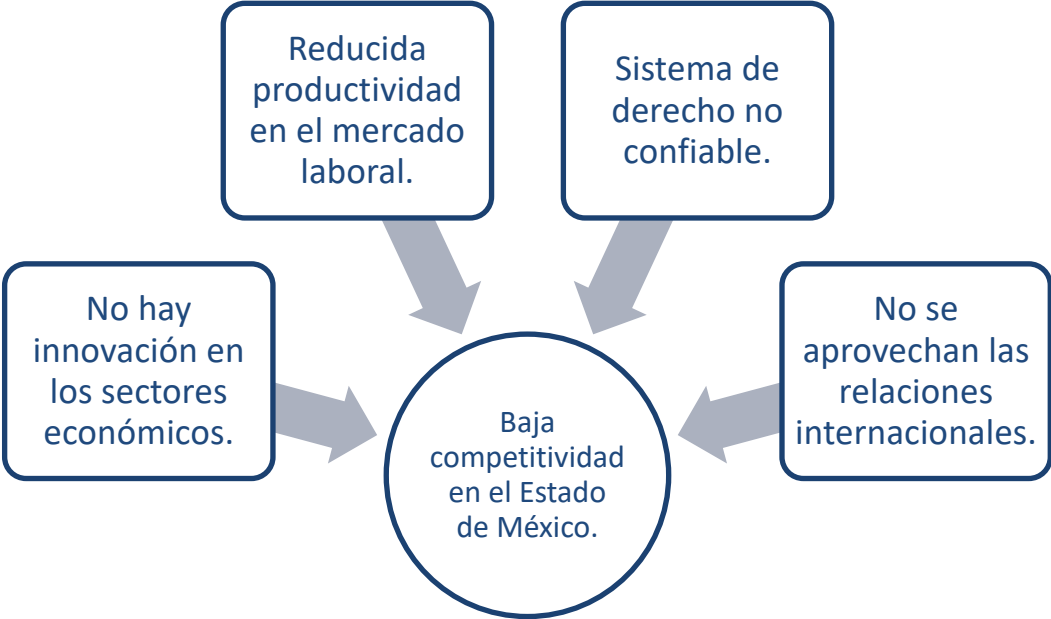 Reducida
productividad
en el mercado
laboral.
Sistema de
derecho no
confiable.
No hay
innovación en
los sectores
económicos.
No se
aprovechan las
relaciones
internacionales.
Baja
competitividad
en el Estado
de México.